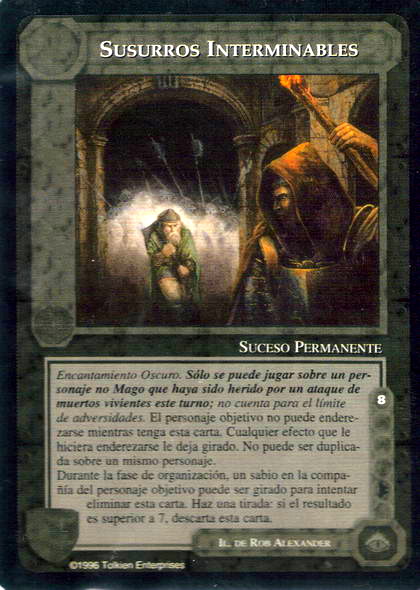 SUSURROS INTERMINABLES
SUCESO PERMANENTE
Encantamiento Oscuro. Sólo se puede jugar sobre un per-
sonaje no Mago que haya sido herido por un ataque de
muertos vivientes este turno; no cuenta para el límite
de adversidades. El personaje objetivo no puede endere-
zarse mientras tenga esta carta. Cualquier efecto que le
hiciera enderezarse le deja girado. No puede ser duplica-
da sobre un mismo personaje.
Durante la fase de organización, un sabio en la compa-
ñía del personaje objetivo puede ser girado para intentar
eliminar esta carta. Haz una tirada: si el resultado
es superior a 7, descarta esta carta.
8
IL. DE ROB ALEXANDER
©1996 Tolkien Enterprises